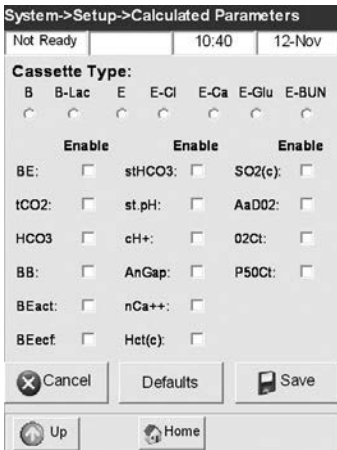 System->Setup->Calculated Parameters
Not Ready 10:40 12-Nov
Cassette Type:
B B-Lac E E-Cl E-Ca E-Glu E-BUN
Enable Enable Enable
BE: stHCO3: SO2(c):
tCO2: st.pH: AaD02:
HCO3 cH+: 02Ct:
BB: AnGap: P50Ct:
BEact: nCa++:
BEecf: Hct(c):
Cancel Defaults Save
Up Home